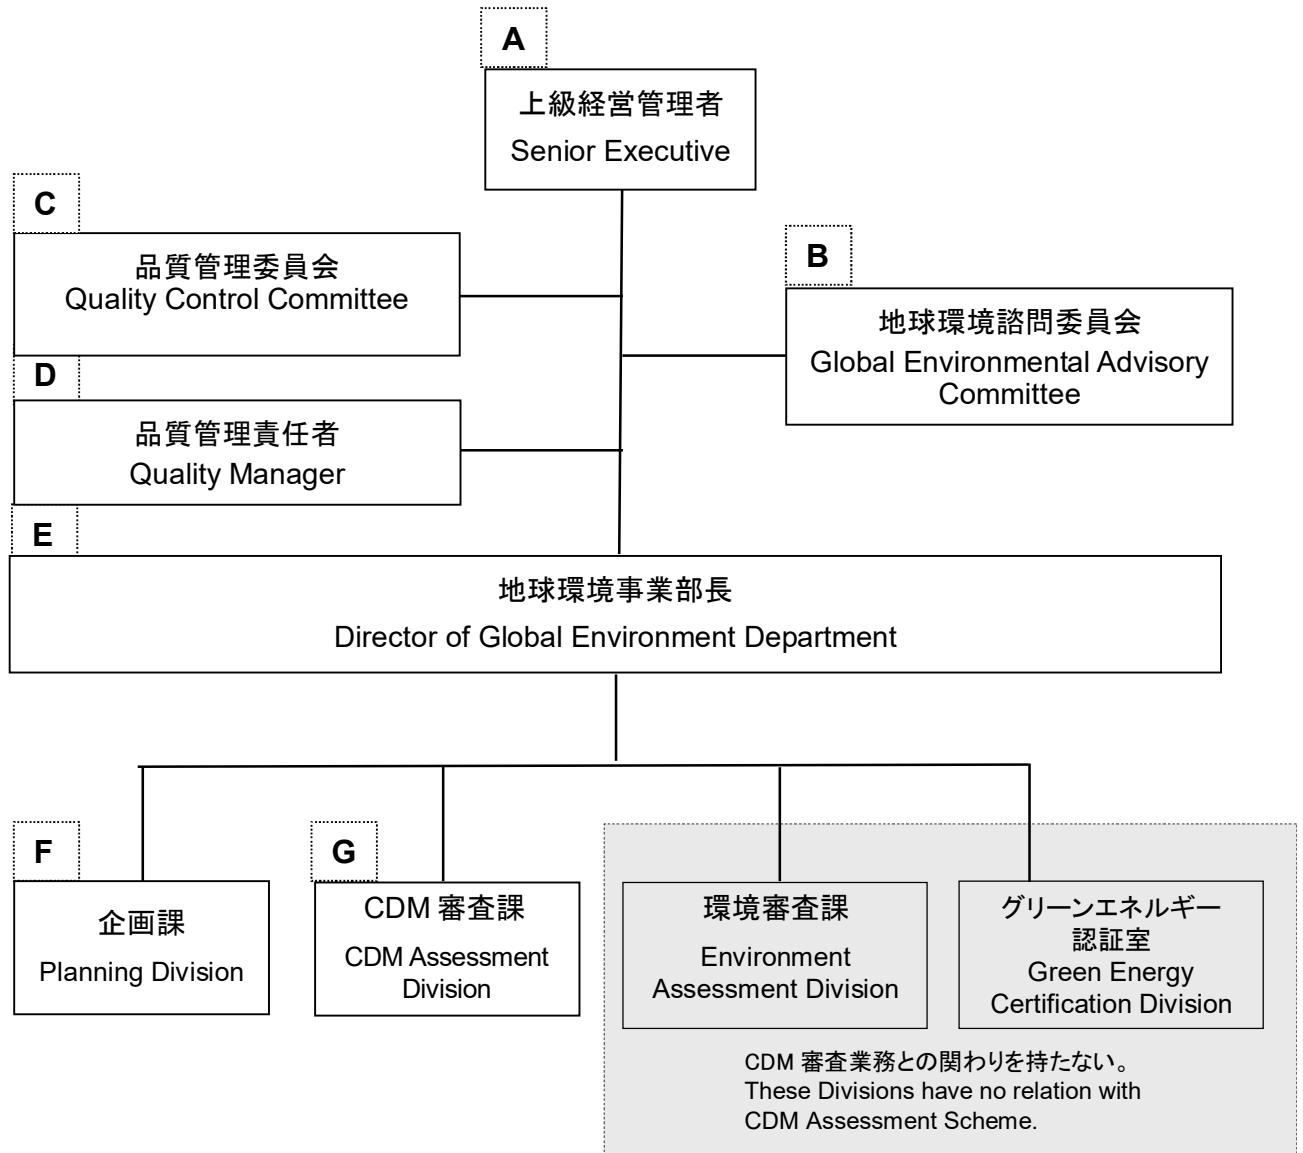 A
上級経営管理者
Senior Executive
C
品質管理委員会
Quality Control Committee
B
地球環境諮問委員会
Global Environmental Advisory
Committee
D
品質管理責任者
Quality Manager
E
地球環境事業部長
Director of Global Environment Department
F
企画課
Planning Division
G
CDM 審査課
CDM Assessment
Division
環境審査課
Environment
Assessment Division
グリーンエネルギー
認証室
Green Energy
Certification Division
CDM 審査業務との関わりを持たない。
These Divisions have no relation with
CDM Assessment Scheme.